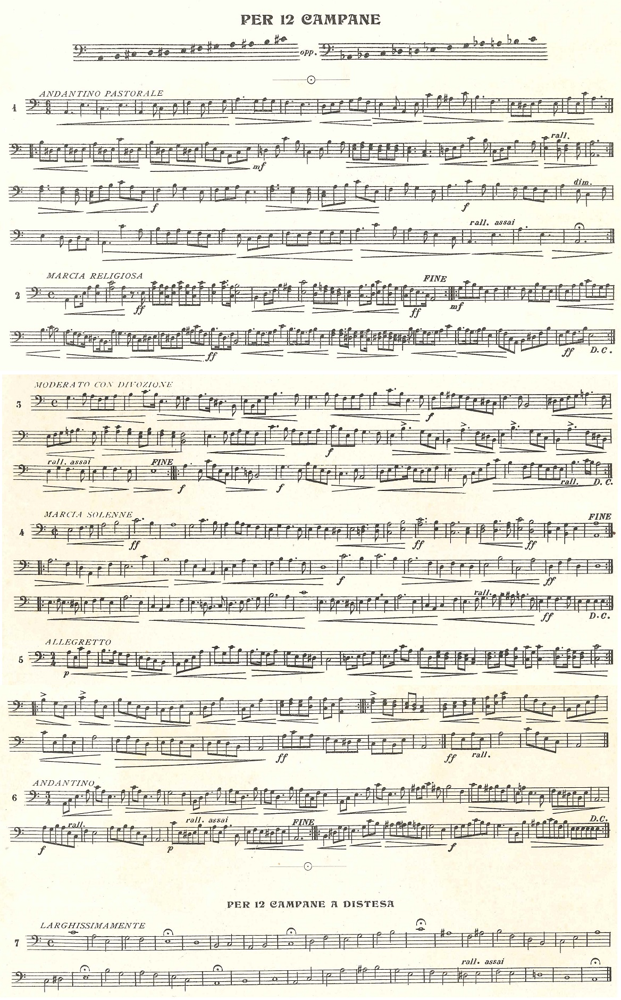 PER 12 CAMPANE
opp.
ANDANTINO PASTORALE
1
rall.
mf
dim.
f f
rall. assai
MARCIA RELIGIOSA FINE
2
ff ff mf
ff ff D.C.
MODERATO CON DIVOZIONE
3
f
f
rall. assai FINE
f f rall. D.C.
MARCIA SOLENNE FINE
4
ff ff ff
f ff
rall.
ff D.C.
ALLEGRETTO
5
p
ff ff rall.
ANDANTINO
6
rall. rall. assai FINE D.C.
f p f
PER 12 CAMPANE A DISTESA
LARGHISSIMAMENTE
7
rall. assai